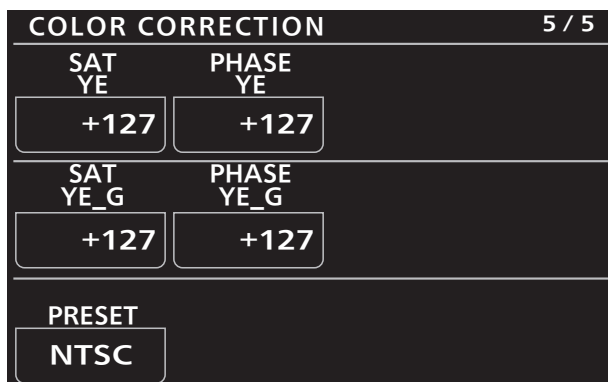 COLOR CORRECTION 5/5
SAT PHASE
YE YE
+127 +127
SAT PHASE
YE_G YE_G
+127 +127
PRESET
NTSC